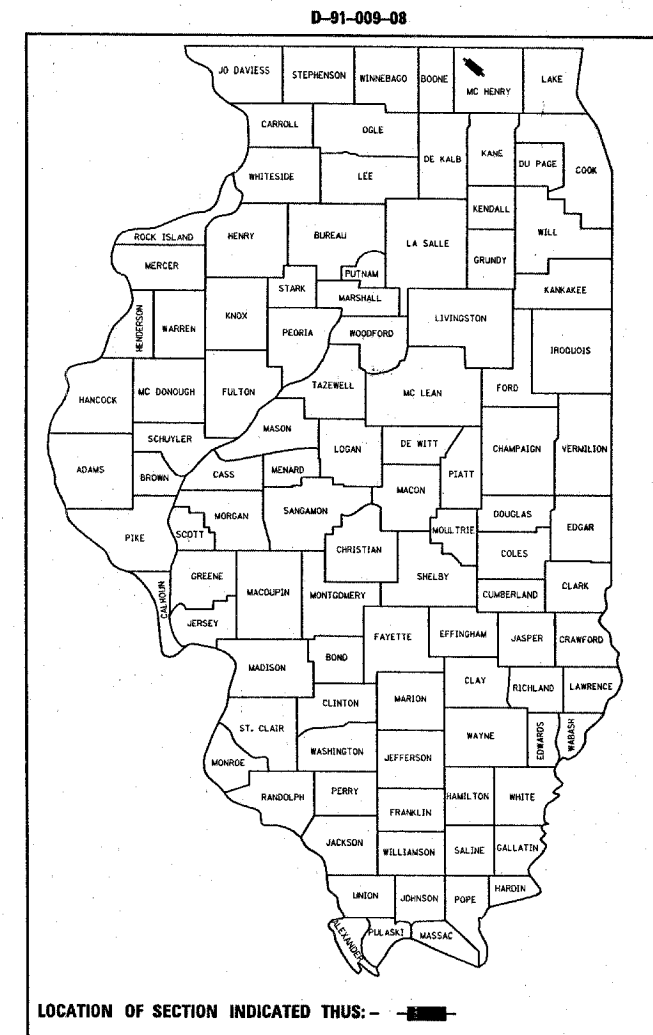 D-91-009-08
JO DAVIESS
STEPHENSON
WINNEBAGO
BOONE
MC HENRY
LAKE
CARROLL
OGLE
DE KALB
KANE
DU PAGE
COOK
WHITESIDE
LEE
KENDALL
WILL
ROCK ISLAND
HENRY
BUREAU
LA SALLE
GRUNDY
MERCER
PUTNAM
KANKAKEE
STARK
MARSHALL
HENDERSON
WARREN
KNOX
PEORIA
WOODFORD
LIVINGSTON
IROQUOIS
HANCOCK
MC DONOUGH
FULTON
TAZEWELL
MC LEAN
FORD
SCHUYLER
MASON
LOGAN
DE WITT
CHAMPAIGN
VERMILION
ADAMS
BROWN
CASS
MENARD
PIATT
MACON
PIKE
SCOTT
MORGAN
SANGAMON
CHRISTIAN
MOULTRIE
DOUGLAS
EDGAR
COLES
CALHOUN
GREENE
MACOUPIN
MONTGOMERY
SHELBY
CUMBERLAND
CLARK
JERSEY
FAYETTE
EFFINGHAM
JASPER
CRAWFORD
MADISON
BOND
CLAY
RICHLAND
LAWRENCE
CLINTON
MARION
ST. CLAIR
WAYNE
EDWARDS
WABASH
WASHINGTON
JEFFERSON
MONROE
RANDOLPH
PERRY
HAMILTON
WHITE
FRANKLIN
JACKSON
WILLIAMSON
SALINE
GALLATIN
UNION
JOHNSON
POPE
HARDIN
ALEXANDER
PULASKI
MASSAC
LOCATION OF SECTION INDICATED THUS: -